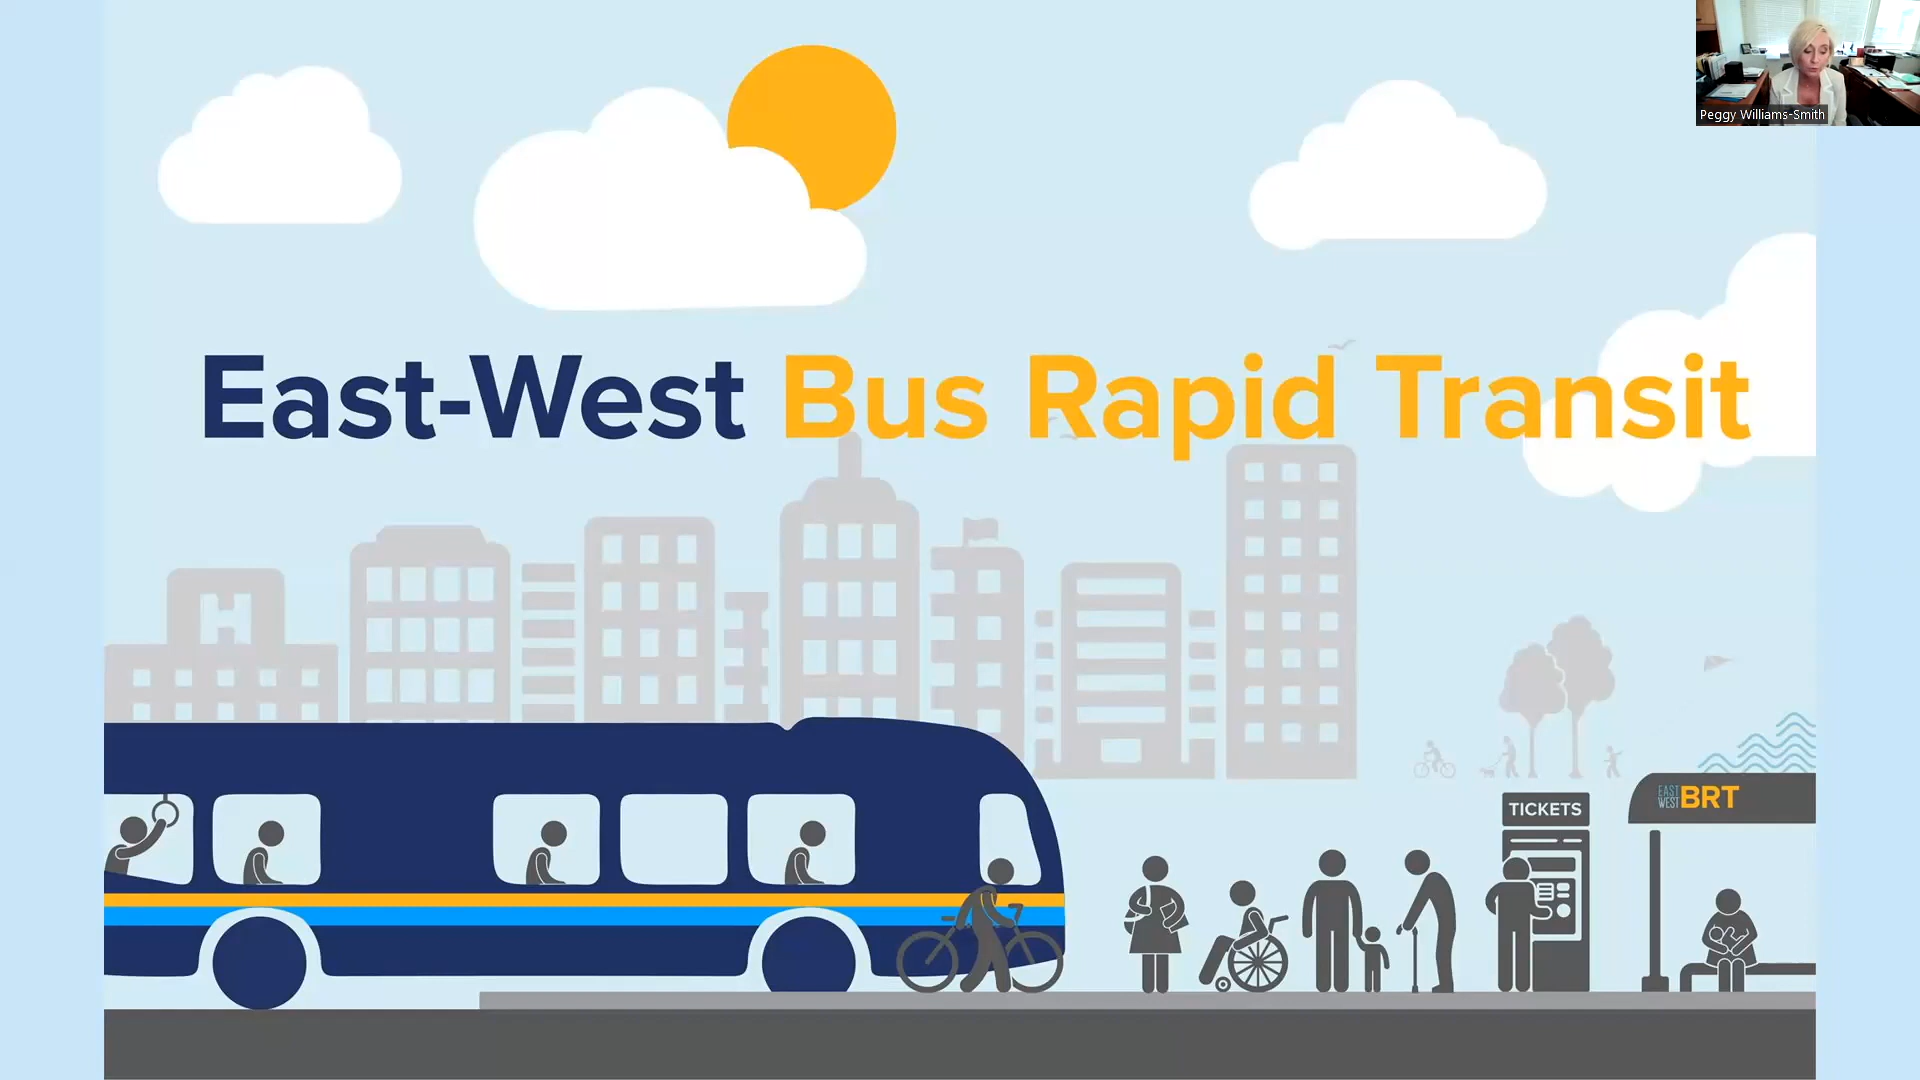 Peggy Williams-Smith
East-West Bus Rapid Transit
H
TICKETS
EAST
WEST BRT